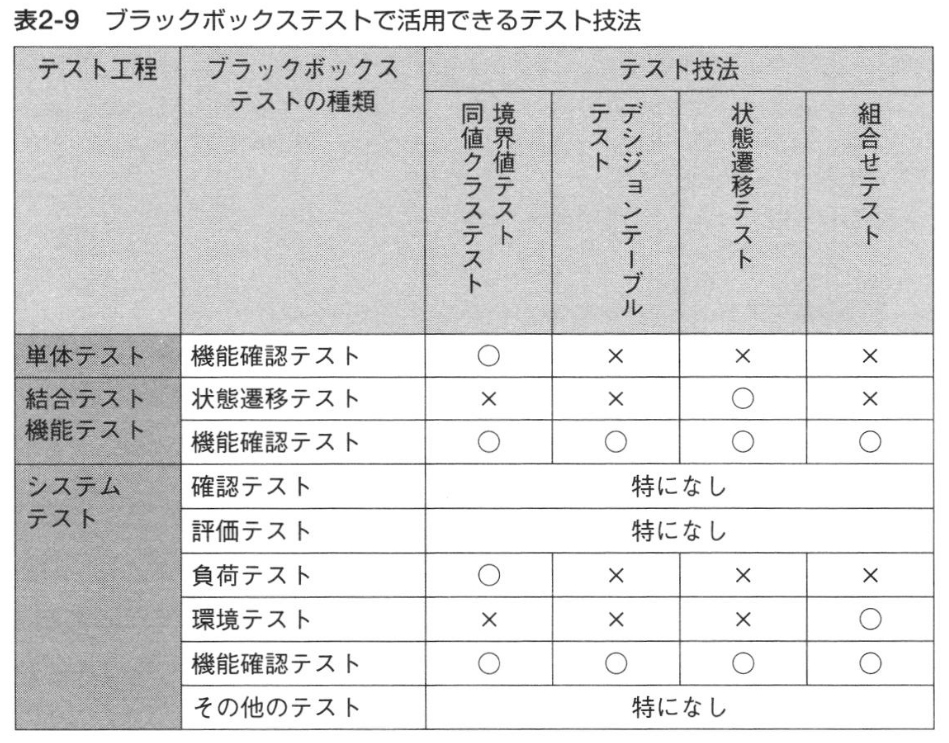 表2-9 ブラックボックステストで活用できるテスト技法
テスト工程
ブラックボックス
テストの種類
テスト技法
境界値テスト
同値クラステスト
デシジョンテーブル
テスト
状態遷移テスト
組合せテスト
単体テスト 機能確認テスト ○ × × ×
結合テスト 状態遷移テスト × × ○ ×
機能テスト
機能確認テスト ○ ○ ○ ○
システム 確認テスト 特になし
テスト
評価テスト 特になし
負荷テスト ○ × × ×
環境テスト × × × ○
機能確認テスト ○ ○ ○ ○
その他のテスト 特になし